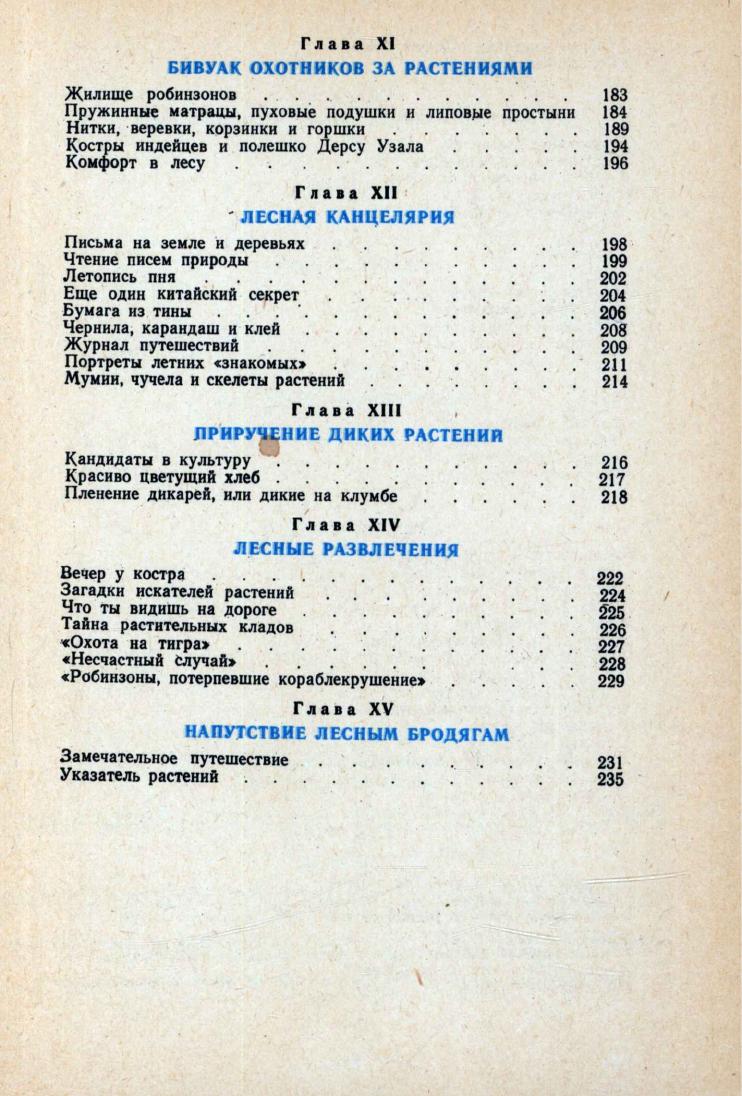 Глава XI
БИВУАК ОХОТНИКОВ ЗА РАСТЕНИЯМИ
Жилище робинзонов . . . . . . . . . . . . 183
Пружинные матрацы, пуховые подушки и липовые простыни 184
Нитки, веревки, корзинки и горшки . . . . . . . 189
Костры индейцев и полешко Дерсу Узала . . . . . 194
Комфорт в лесу . . . . . . . . . . . . 196
Глава XII
ЛЕСНАЯ КАНЦЕЛЯРИЯ
Письма на земле и деревьях . . . . . . . . . 198
Чтение писем природы . . . . . . . . . . . 199
Летопись пня . . . . . . . . . . . . . 202
Еще один китайский секрет . . . . . . . . . 204
Бумага из тины . . . . . . . . . . . . 206
Чернила, карандаш и клей . . . . . . . . . . 208
Журнал путешествий . . . . . . . . . . . 209
Портреты летних «знакомых» . . . . . . . . . 211
Мумии, чучела и скелеты растений . . . . . . . 214
Глава XIII
ПРИРУЧЕНИЕ ДИКИХ РАСТЕНИЙ
Кандидаты в культуру . . . . . . . . . . . 216
Красиво цветущий хлеб . . . . . . . . . . . 217
Пленение дикарей, или дикие на клумбе . . . . . . 218
Глава XIV
ЛЕСНЫЕ РАЗВЛЕЧЕНИЯ
Вечер у костра . . . . . . . . . . . . 222
Загадки искателей растений . . . . . . . . . 224
Что ты видишь на дороге . . . . . . . . . . 225
Тайна растительных кладов . . . . . . . . . 226
«Охота на тигра» . . . . . . . . . . . . 227
«Несчастный случай» . . . . . . . . . . 228
«Робинзоны, потерпевшие кораблекрушение» . . . . . 229
Глава XV
НАПУТСТВИЕ ЛЕСНЫМ БРОДЯГАМ
Замечательное путешествие . . . . . . . . . 231
Указатель растений . . . . . . . . . . . 235